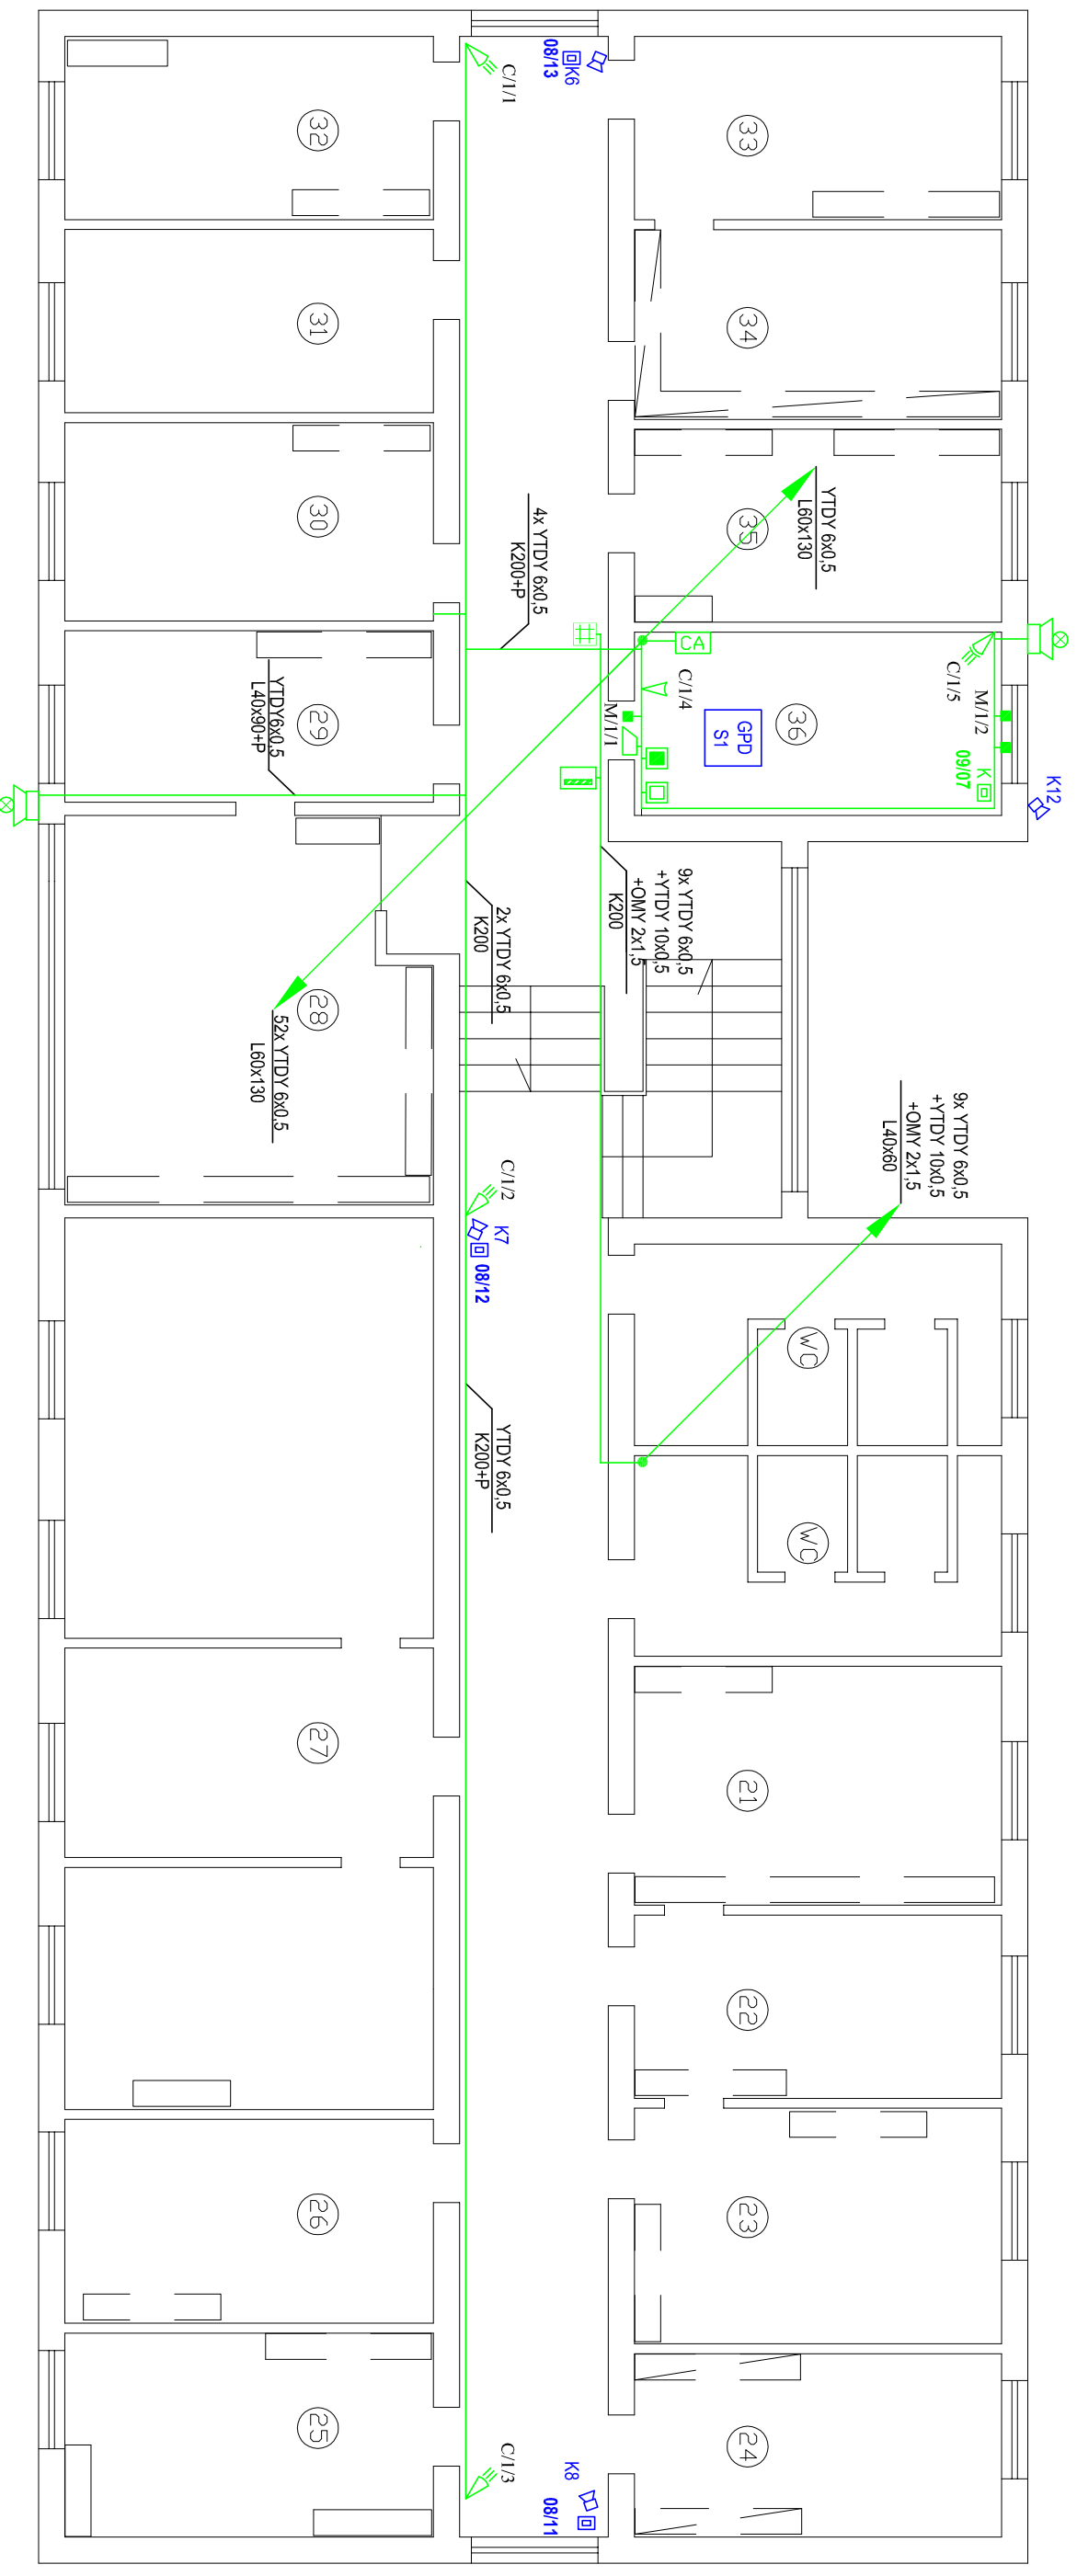 K6
08/13
C/1/1
32
33
31
34
30
35
YTDY 6x0,5
L60x130
4x YTDY 6x0,5
K200+P
CA
C/1/4
C/1/5
M/1/2
K
09/07
K12
M/1/1
GPD
S1
36
29
YTDY6x0,5
L40x90+P
9x YTDY 6x0,5
+YTDY 10x0,5
+OMY 2x1,5
K200
2x YTDY 6x0,5
K200
28
52x YTDY 6x0,5
L60x130
9x YTDY 6x0,5
+YTDY 10x0,5
+OMY 2x1,5
L40x60
C/1/2
K7
08/12
WC
WC
YTDY 6x0,5
K200+P
27
21
22
26
23
25
24
C/1/3
K8
08/11